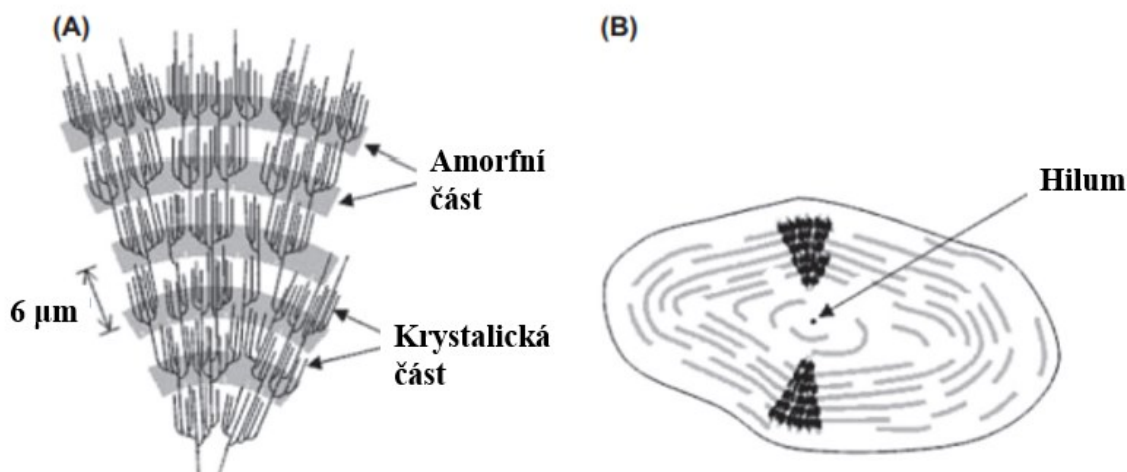 (A)
Amorfní
část
6 μm
Krystalická
část
(B)
Hilum